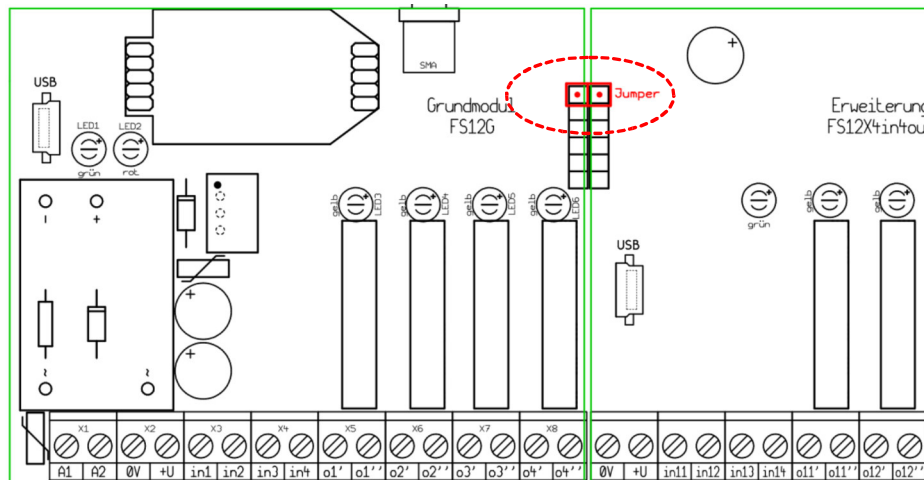 SMA
USB
Jumper
Grundmodul
FS12G
Erweiterung
FS12X4in4ou
LED1
LED2
grün
rot
gelb
LED3
gelb
LED4
gelb
LED5
gelb
LED6
grün
gelb
gelb
USB
X1
X2
X3
X4
X5
X6
X7
X8
A1 A2 0V +U in1 in2 in3 in4 o1' o1'' o2' o2'' o3' o3'' o4' o4'' 0V +U in11 in12 in13 in14 o11' o11'' o12' o12''